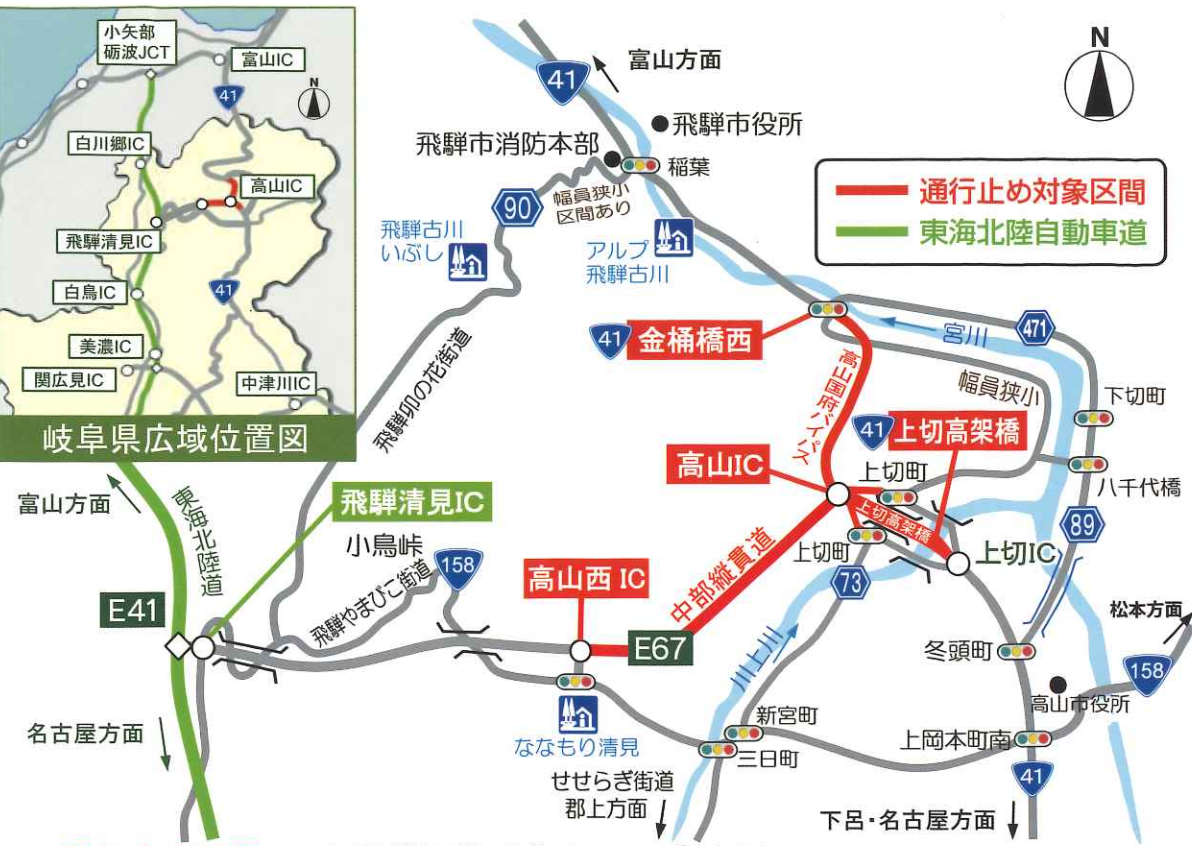 小矢部
砺波JCT
富山IC
41
N
白川郷IC
高山IC
飛騨清見IC
白鳥IC
41
美濃IC
関広見IC
中津川IC
岐阜県広域位置図
41
富山方面
N
飛騨市役所
飛騨市消防本部
稲葉
通行止め対象区間
東海北陸自動車道
90
幅員狭小
区間あり
飛騨古川
いぶし
アルプ
飛騨古川
41
金桶橋西
宮川
471
飛騨卯の花街道
高山国府バイパス
幅員狭小
下切町
41
上切高架橋
高山IC
上切町
八千代橋
富山方面
東海北陸道
飛騨清見IC
上切高架橋
89
小鳥峠
158
上切町
上切IC
高山西 IC
中部縦貫道
73
E41
飛騨やまびこ街道
E67
川上川
松本方面
冬頭町
158
高山市役所
名古屋方面
ななもり清見
新宮町
三日町
上岡本町南
せせらぎ街道
郡上方面
41
下呂・名古屋方面